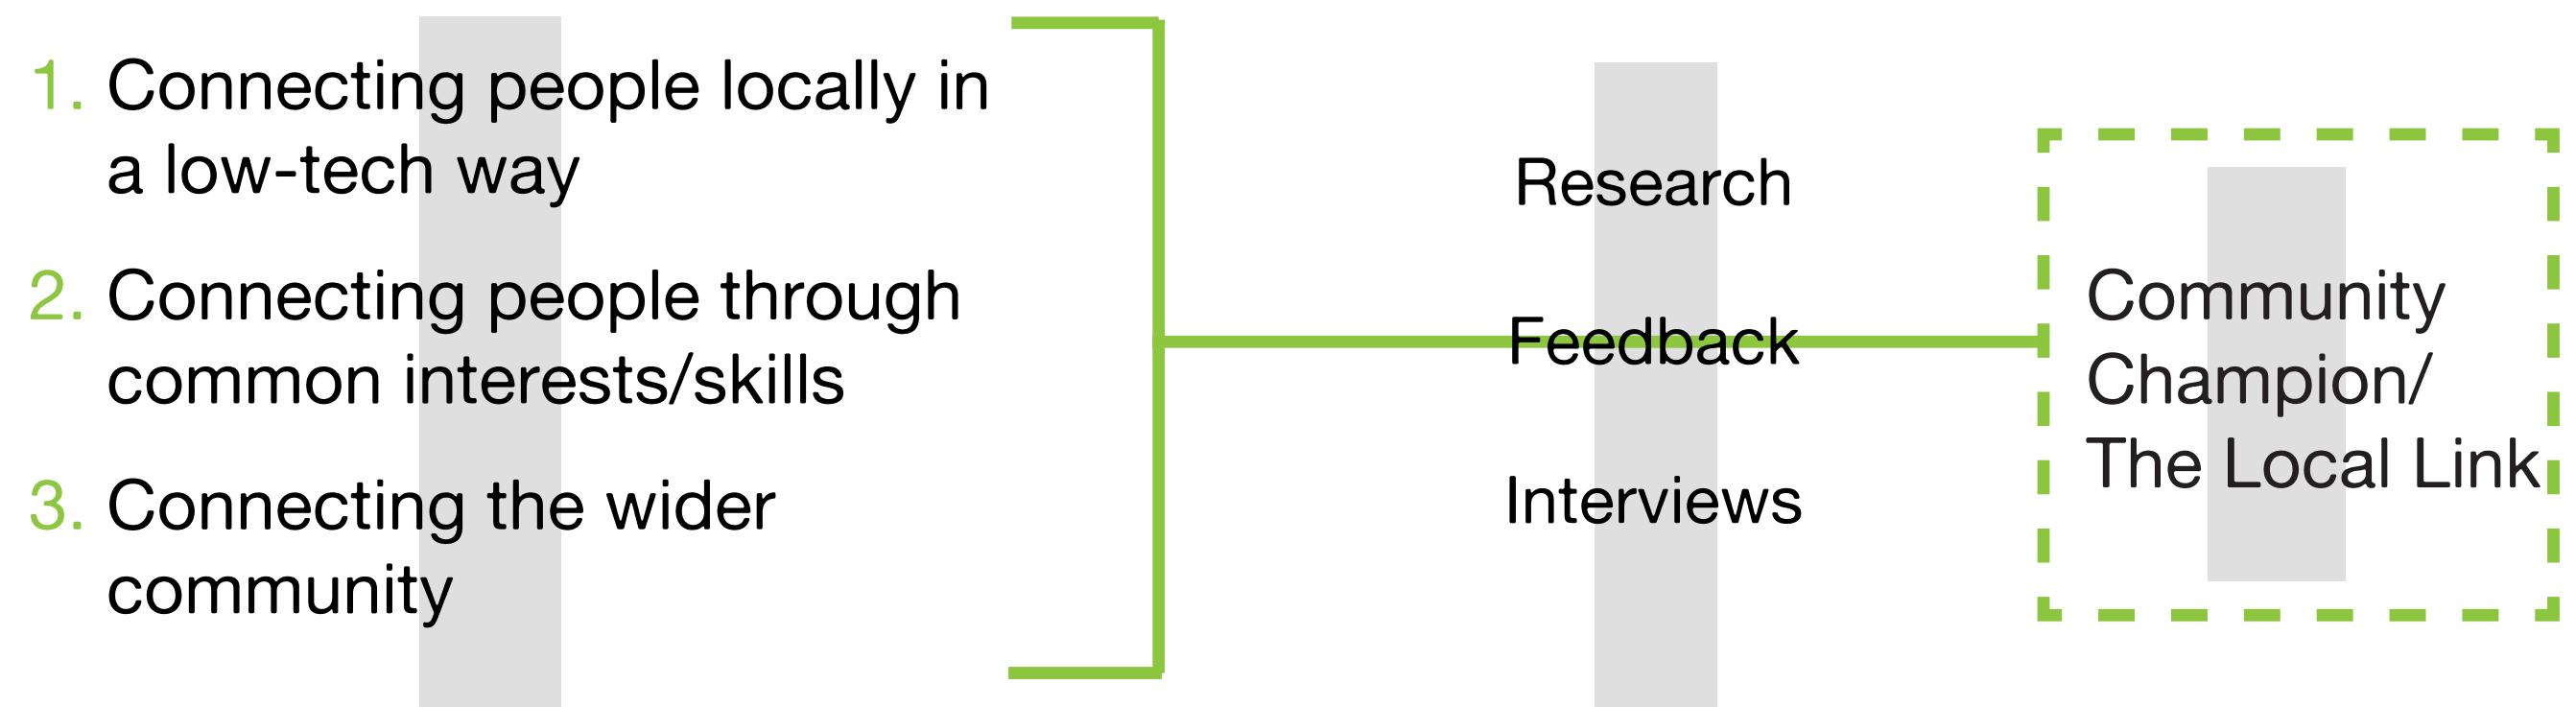 1. Connecting people locally in
a low-tech way
2. Connecting people through
common interests/skills
3. Connecting the wider
community
Research
Feedback
Interviews
Community
Champion/
The Local Link